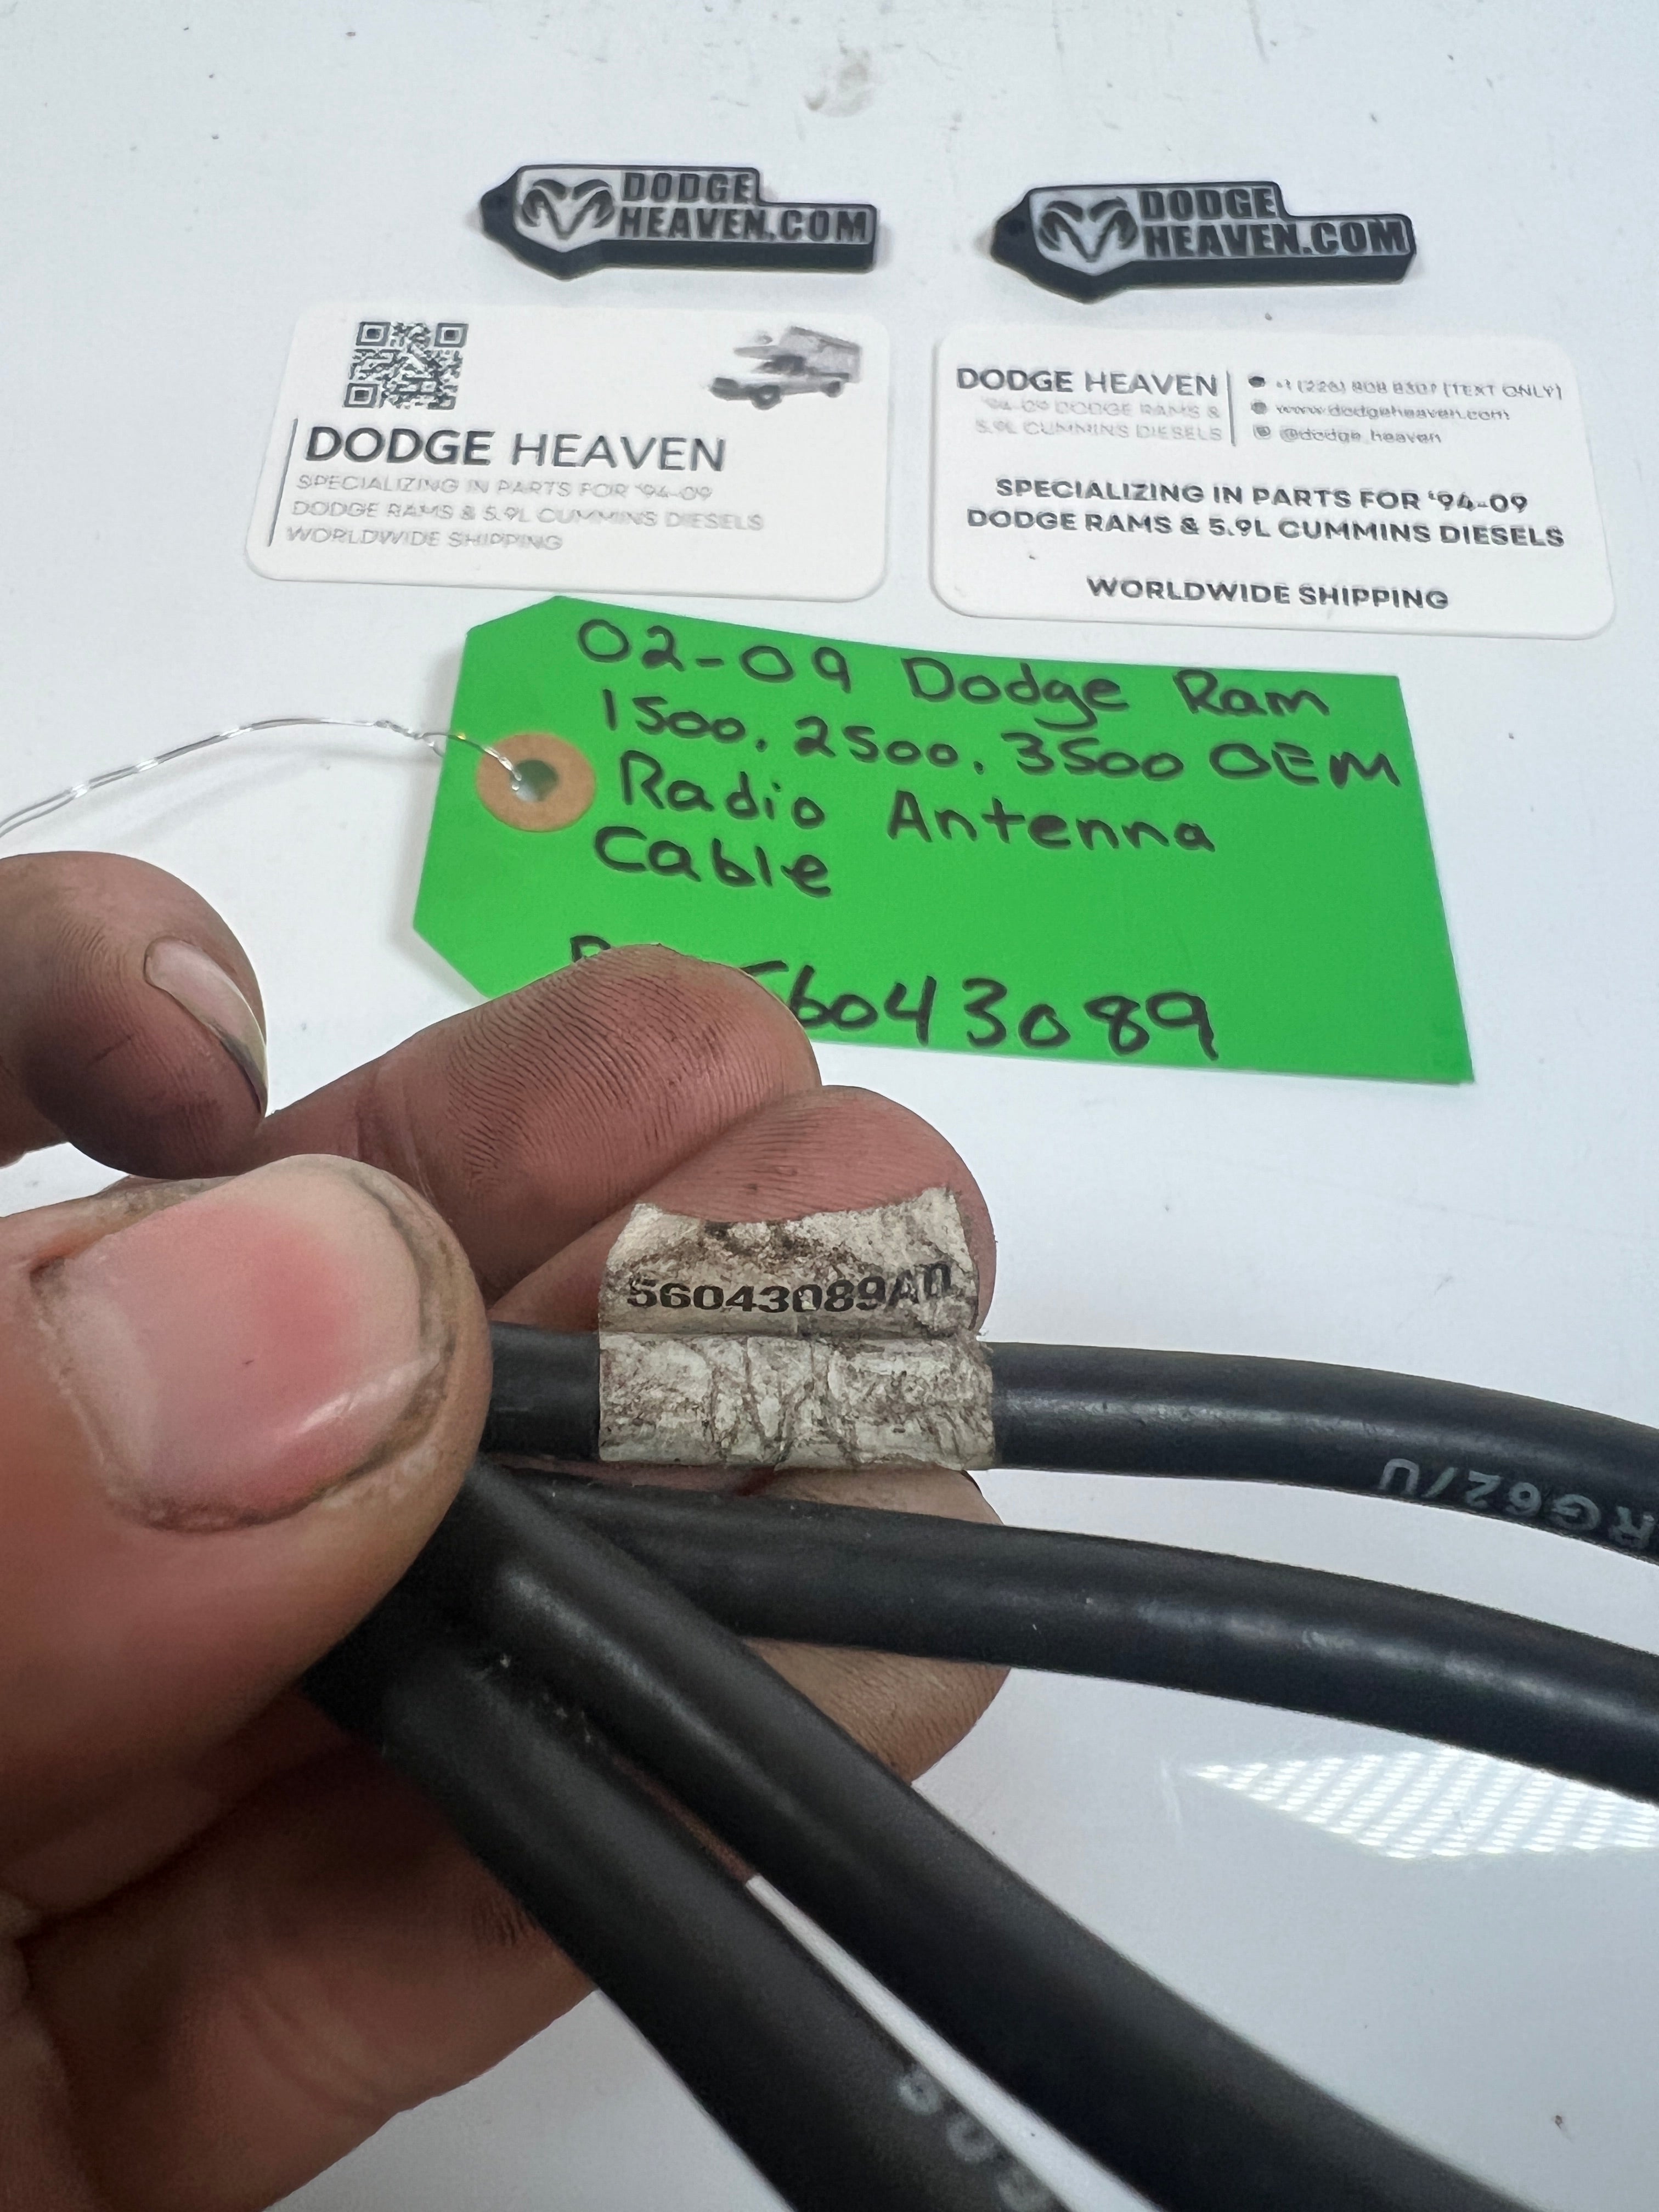 DODGE
HEAVEN.COM
DODGE
HEAVEN.COM
DODGE HEAVEN
SPECIALIZING IN PARTS FOR '94-09
DODGE RAMS & 5.9L CUMMINS DIESELS
WORLDWIDE SHIPPING
DODGE HEAVEN
'94-09 DODGE RAMS &
5.9L CUMMINS DIESELS
(TEXT ONLY)
www.dodgeheaven.com
@dodge_heaven
SPECIALIZING IN PARTS FOR '94-09
DODGE RAMS & 5.9L CUMMINS DIESELS
WORLDWIDE SHIPPING
02-09 Dodge Ram
1500, 2500, 3500 OEM
Radio Antenna
Cable
56043089
56043089AD
RG62/U